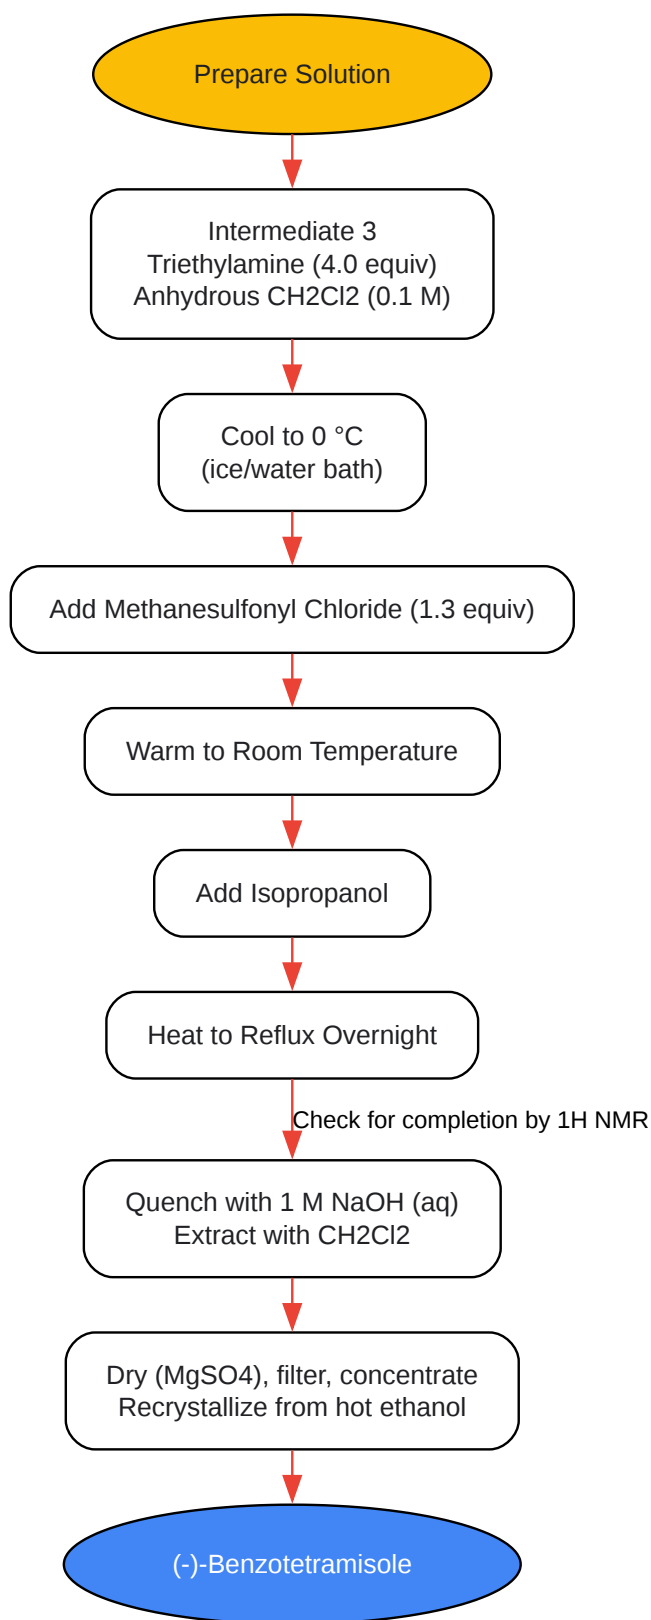 Prepare Solution
Intermediate 3
Triethylamine (4.0 equiv)
Anhydrous CH2Cl2 (0.1 M)
Cool to 0 °C
(ice/water bath)
Add Methanesulfonyl Chloride (1.3 equiv)
Warm to Room Temperature
Add Isopropanol
Heat to Reflux Overnight
Check for completion by 1H NMR
Quench with 1 M NaOH (aq)
Extract with CH2Cl2
Dry (MgSO4), filter, concentrate
Recrystallize from hot ethanol
(-)-Benzotetramisole